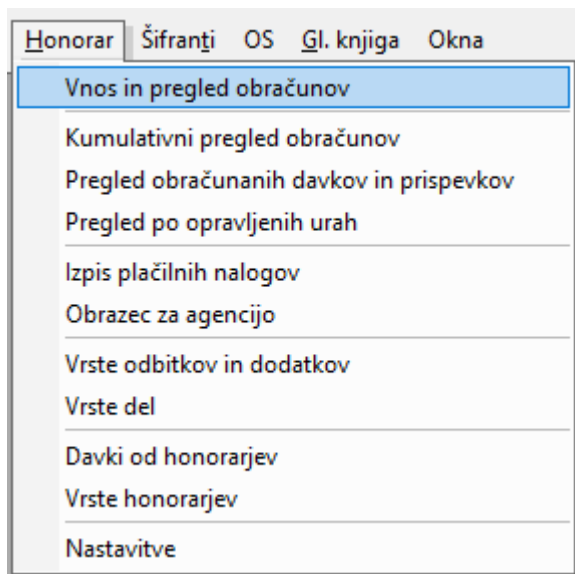 Honorar Šifranti OS Gl. knjiga Okna
Vnos in pregled obračunov
Kumulativni pregled obračunov
Pregled obračunanih davkov in prispevkov
Pregled po opravljenih urah
Izpis plačilnih nalogov
Obrazec za agencijo
Vrste odbitkov in dodatkov
Vrste del
Davki od honorarjev
Vrste honorarjev
Nastavitve